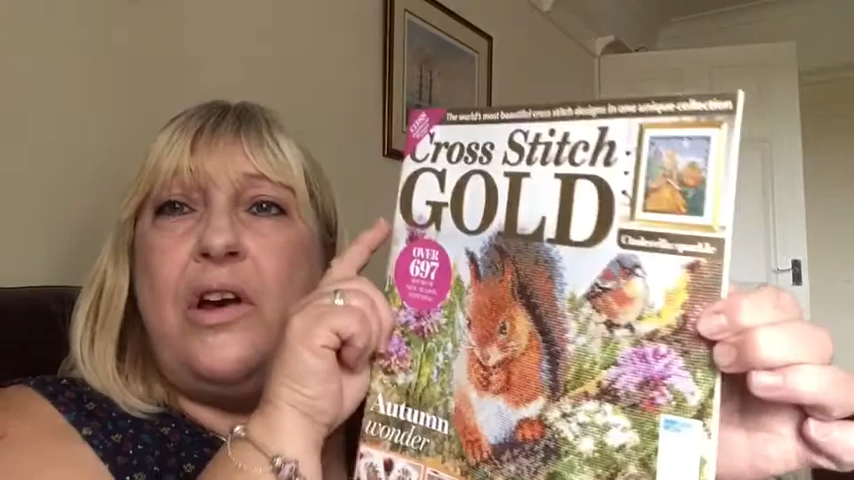 The world's most beautiful cross stitch designs in one unique collection
Cross Stitch
GOLD
Cinderella sparkle
OVER
697
Autumn
wonder